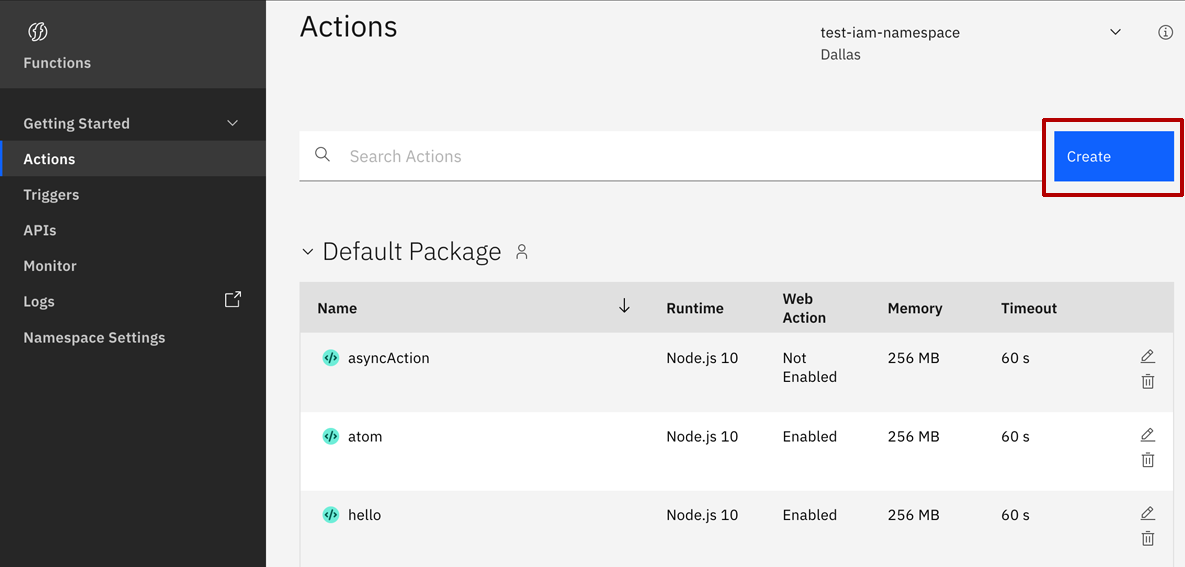 Functions
Getting Started
Actions
Triggers
APIs
Monitor
Logs
Namespace Settings
Actions
test-iam-namespace
Dallas
Search Actions
Create
Default Package
Name Runtime Web Action Memory Timeout
asyncAction Node.js 10 Not Enabled 256 MB 60 s
atom Node.js 10 Enabled 256 MB 60 s
hello Node.js 10 Enabled 256 MB 60 s